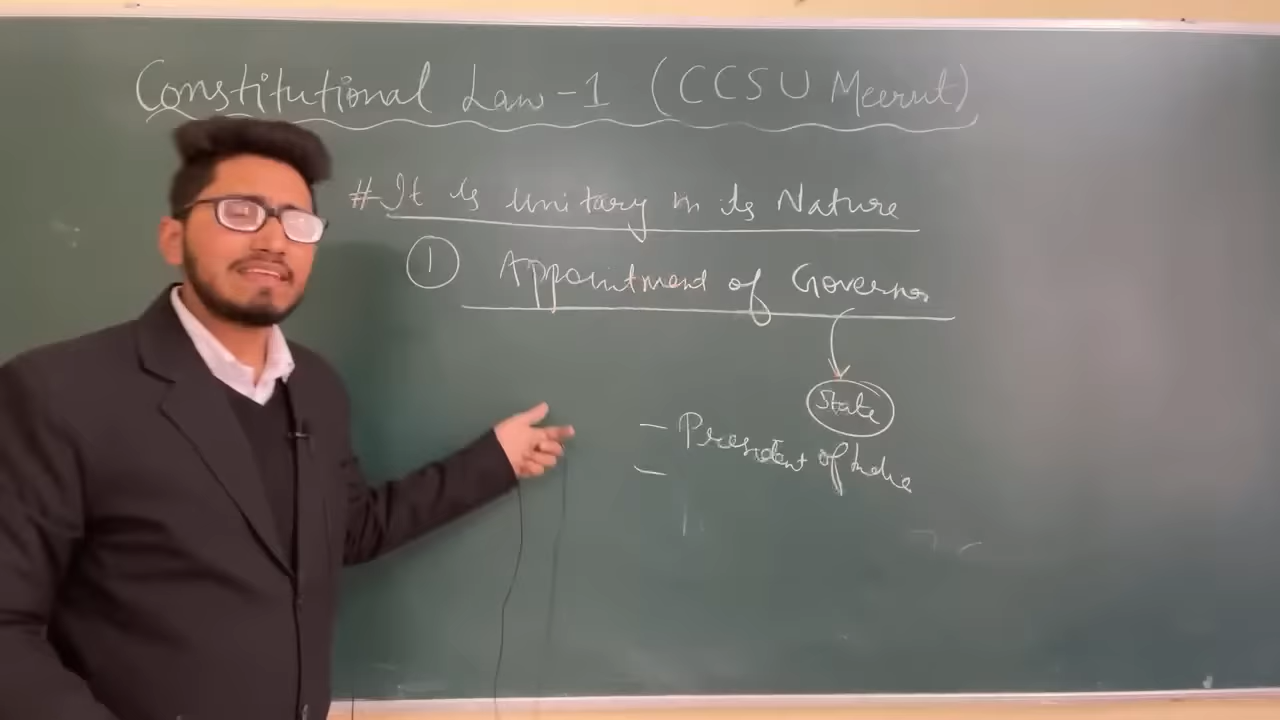 Constitutional Law-1 (CCSU Meerut)
# It is Unitary in its Nature
① Appointment of Governor
State
- President of India
-